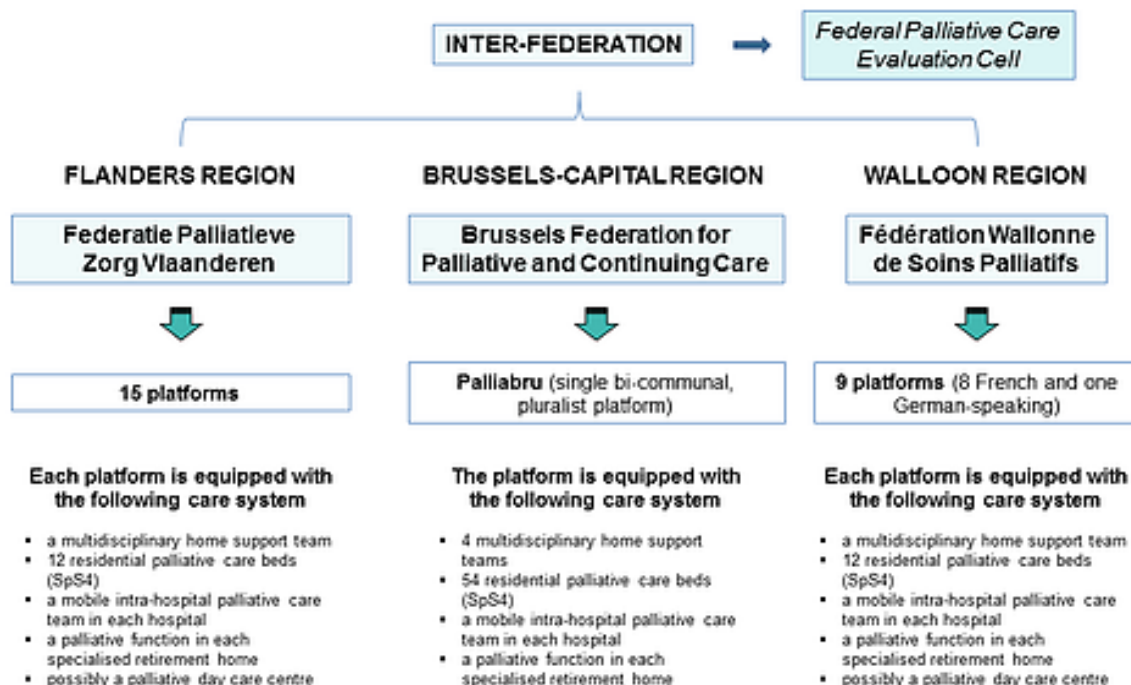 INTER-FEDERATION
Federal Palliative Care
Evaluation Cell
FLANDERS REGION
Federatie Palliatieve
Zorg Vlaanderen
15 platforms
Each platform is equipped with
the following care system
▪ a multidisciplinary home support team
▪ 12 residential palliative care beds
(SpS4)
▪ a mobile intra-hospital palliative care
team in each hospital
▪ a palliative function in each
specialised retirement home
▪ possibly a palliative day care centre
BRUSSELS-CAPITAL REGION
Brussels Federation for
Palliative and Continuing Care
Palliabru (single bi-communal,
pluralist platform)
The platform is equipped with
the following care system
▪ 4 multidisciplinary home support
teams
▪ 54 residential palliative care beds
(SpS4)
▪ a mobile intra-hospital palliative care
team in each hospital
▪ a palliative function in each
specialised retirement home
WALLOON REGION
Fédération Wallonne
de Soins Palliatifs
9 platforms (8 French and one
German-speaking)
Each platform is equipped with
the following care system
▪ a multidisciplinary home support team
▪ 12 residential palliative care beds
(SpS4)
▪ a mobile intra-hospital palliative care
team in each hospital
▪ a palliative function in each
specialised retirement home
▪ possibly a palliative day care centre